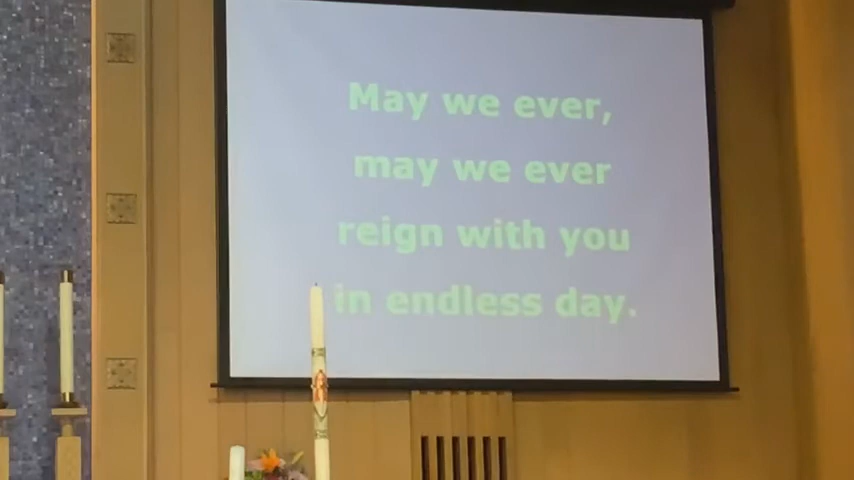 May we ever,
may we ever
reign with you
in endless day.